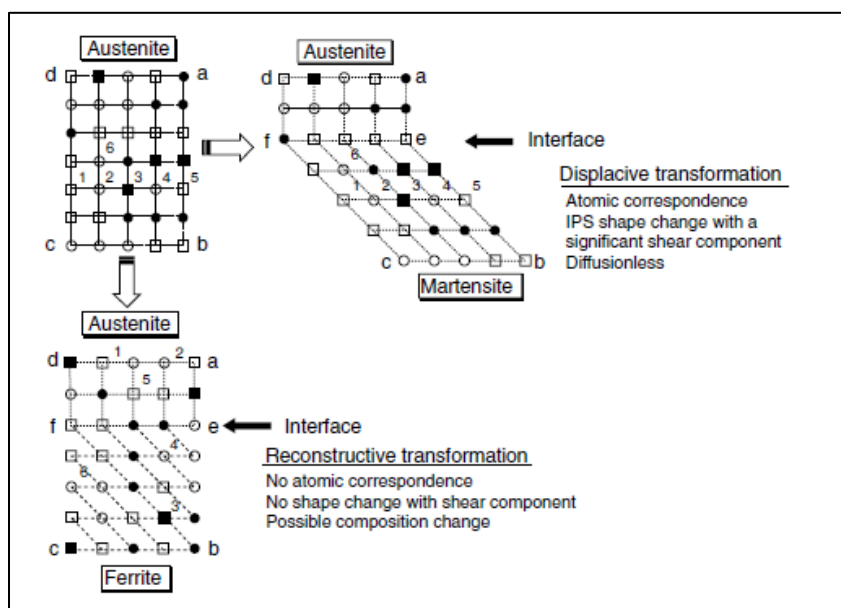 Austenite
d a
6
1 2 3 4 5
c b
Austenite
d a
f e
6
1 2 3 4 5
c b
Martensite
Interface
Displacive transformation
Atomic correspondence
IPS shape change with a
significant shear component
Diffusionless
Austenite
d 1 2 a
5
f e
4
6
3
c b
Ferrite
Interface
Reconstructive transformation
No atomic correspondence
No shape change with shear component
Possible composition change